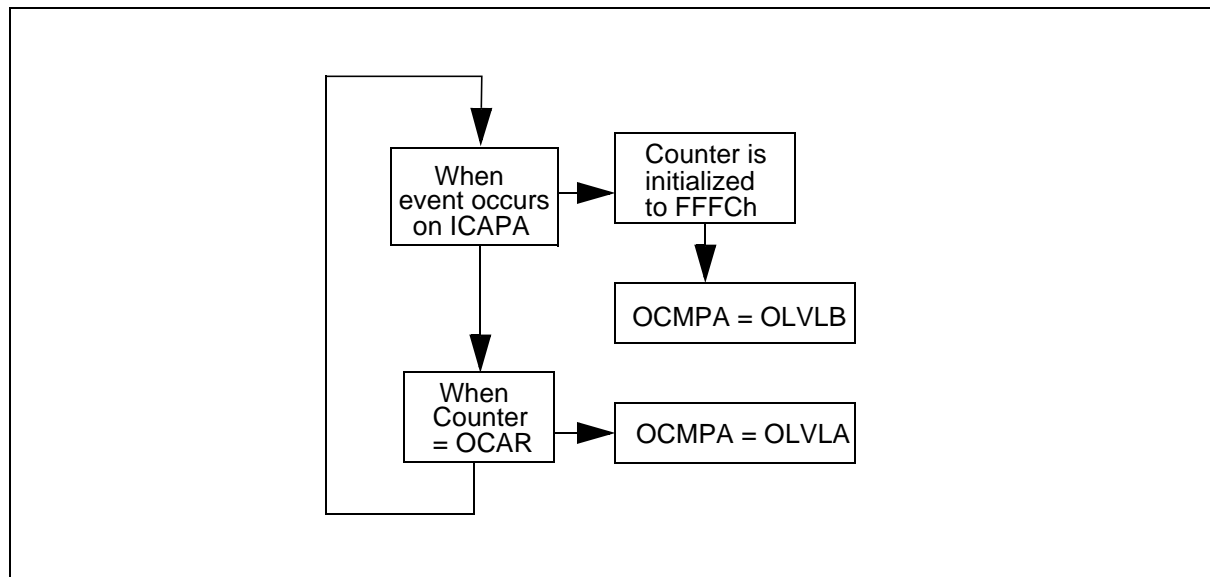 When
event occurs
on ICAPA
Counter is
initialized
to FFFCh
OCMPA = OLVLB
When
Counter
= OCAR
OCMPA = OLVLA